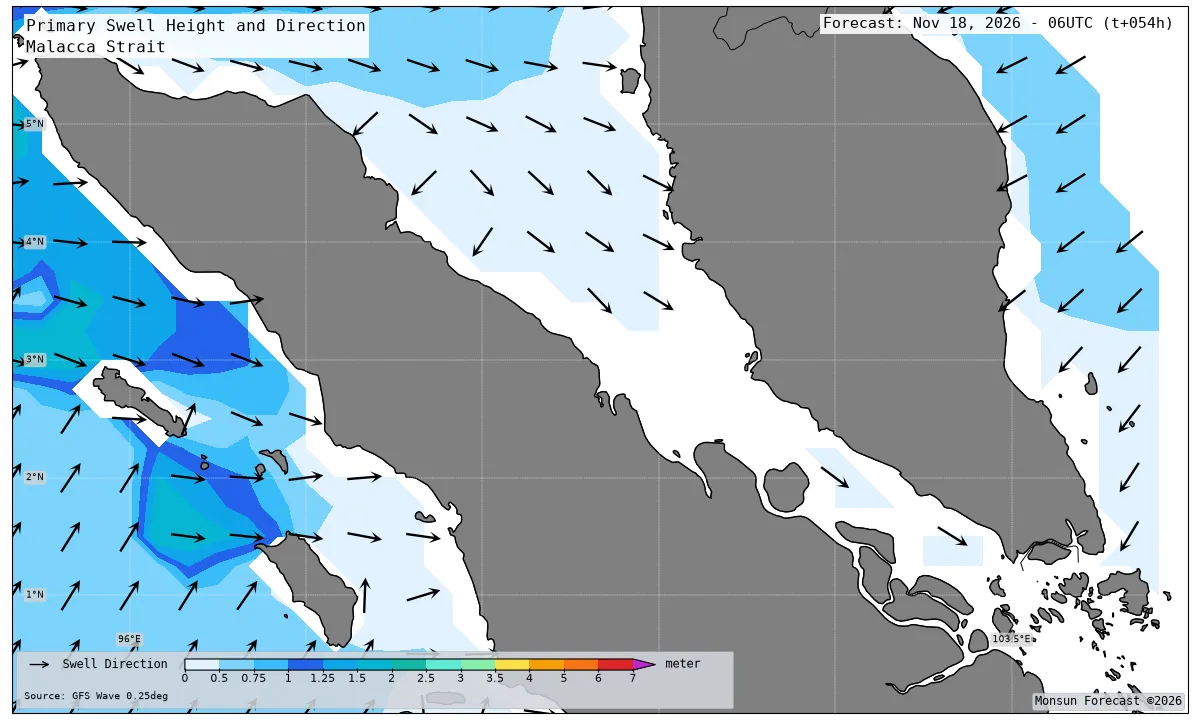 Primary Swell Height and Direction
Malacca Strait
Forecast: Nov 18, 2026 - 06UTC (t+054h)
5°N
4°N
3°N
2°N
1°N
96°E
103.5°E
Swell Direction
meter
0 0.5 0.75 1 1.25 1.5 2 2.5 3 3.5 4 5 6 7
Source: GFS Wave 0.25deg
Monsun Forecast ©2026